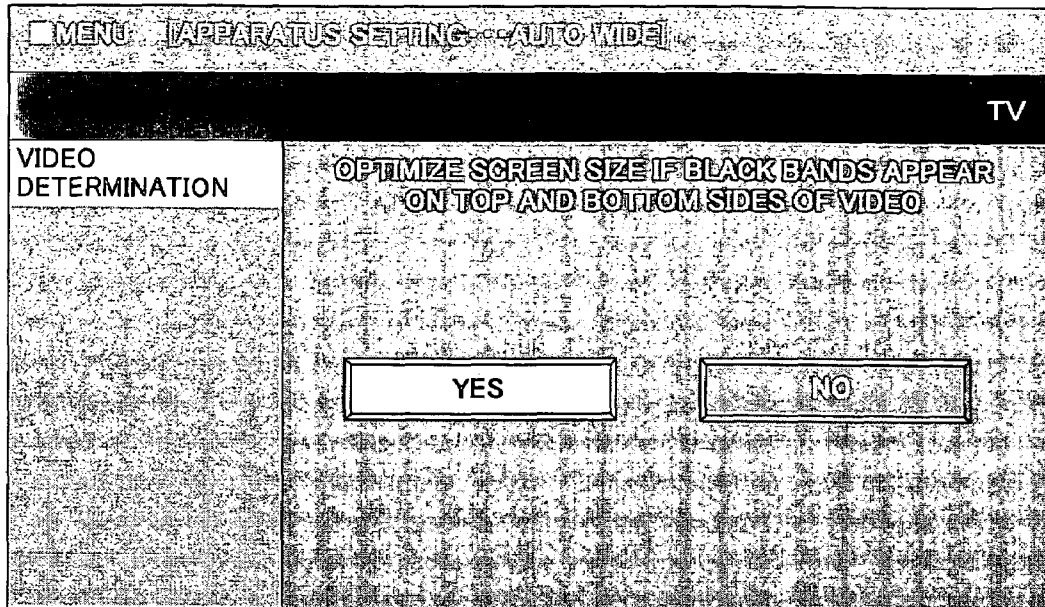 ■MENU [APPARATUS SETTING･･･AUTO WIDE]
TV
VIDEO
DETERMINATION
OPTIMIZE SCREEN SIZE IF BLACK BANDS APPEAR
ON TOP AND BOTTOM SIDES OF VIDEO
YES NO